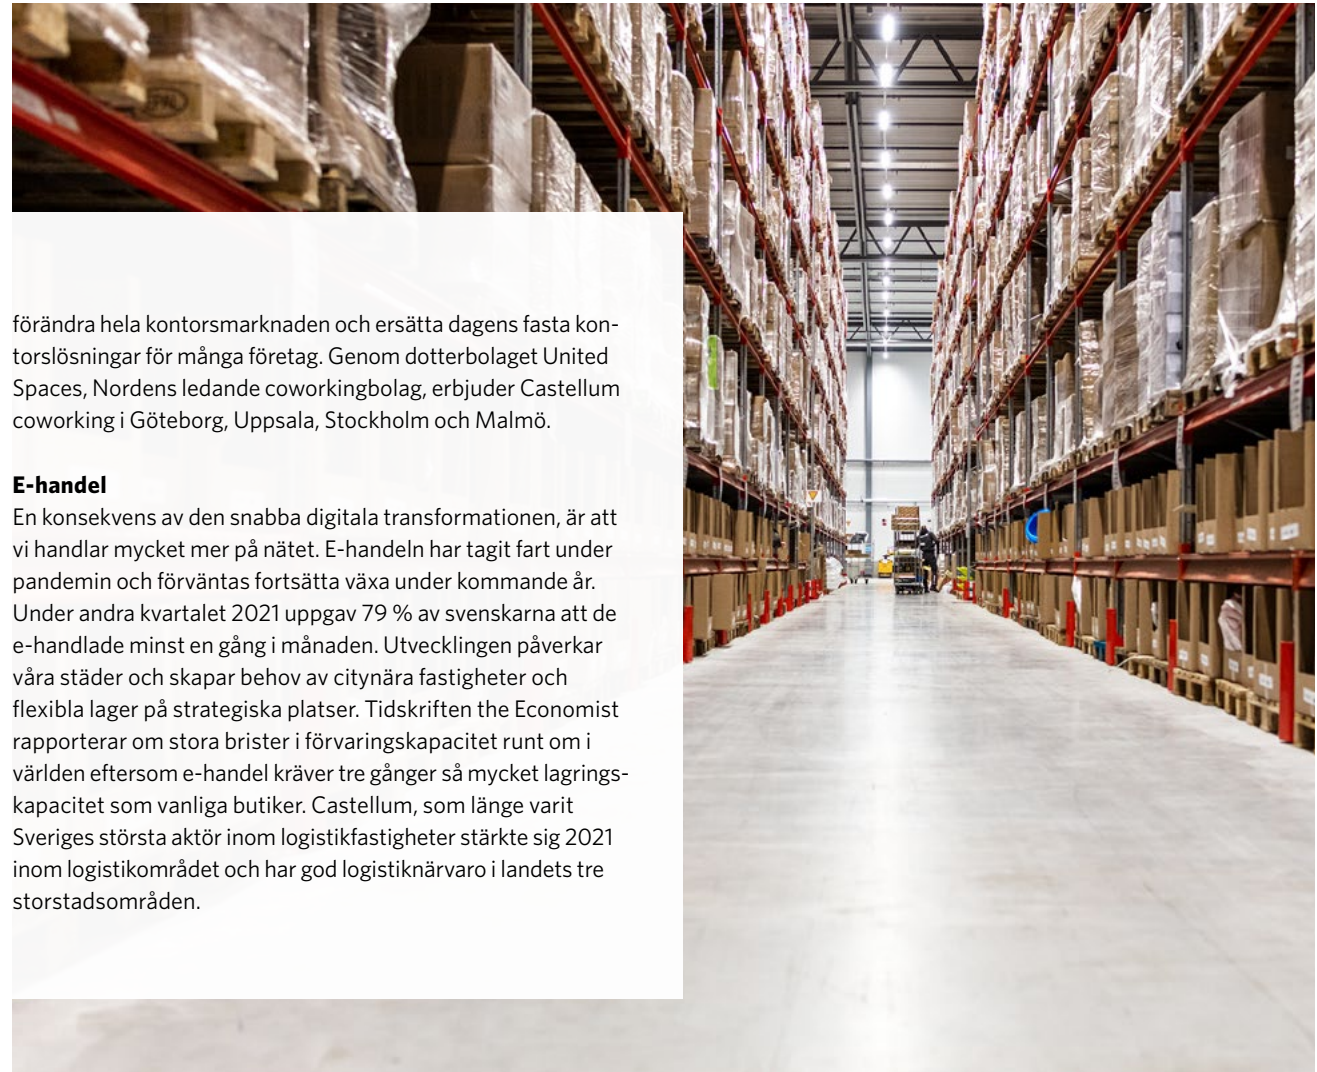 förändra hela kontorsmarknaden och ersätta dagens fasta kon-
torslösningar för många företag. Genom dotterbolaget United
Spaces, Nordens ledande coworkingbolag, erbjuder Castellum
coworking i Göteborg, Uppsala, Stockholm och Malmö.
E-handel
En konsekvens av den snabba digitala transformationen, är att
vi handlar mycket mer på nätet. E-handeln har tagit fart under
pandemin och förväntas fortsätta växa under kommande år.
Under andra kvartalet 2021 uppgav 79 % av svenskarna att de
e-handlade minst en gång i månaden. Utvecklingen påverkar
våra städer och skapar behov av citynära fastigheter och
flexibla lager på strategiska platser. Tidskriften the Economist
rapporterar om stora brister i förvaringskapacitet runt om i
världen eftersom e-handel kräver tre gånger så mycket lagrings-
kapacitet som vanliga butiker. Castellum, som länge varit
Sveriges största aktör inom logistikfastigheter stärkte sig 2021
inom logistikområdet och har god logistiknärvaro i landets tre
storstadsområden.